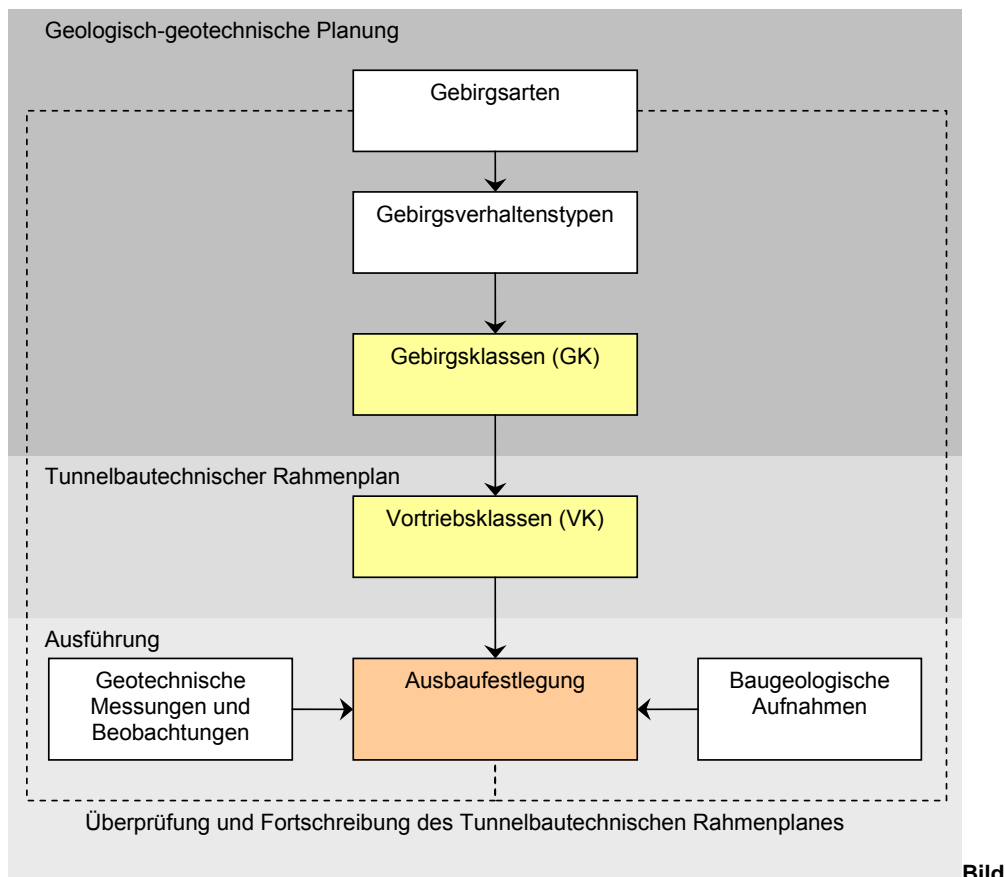 Geologisch-geotechnische Planung
Gebirgsarten
Gebirgsverhaltenstypen
Gebirgsklassen (GK)
Tunnelbautechnischer Rahmenplan
Vortriebsklassen (VK)
Ausführung
Geotechnische
Messungen und
Beobachtungen
Ausbaufestlegung
Baugeologische
Aufnahmen
Überprüfung und Fortschreibung des Tunnelbautechnischen Rahmenplanes
Bild